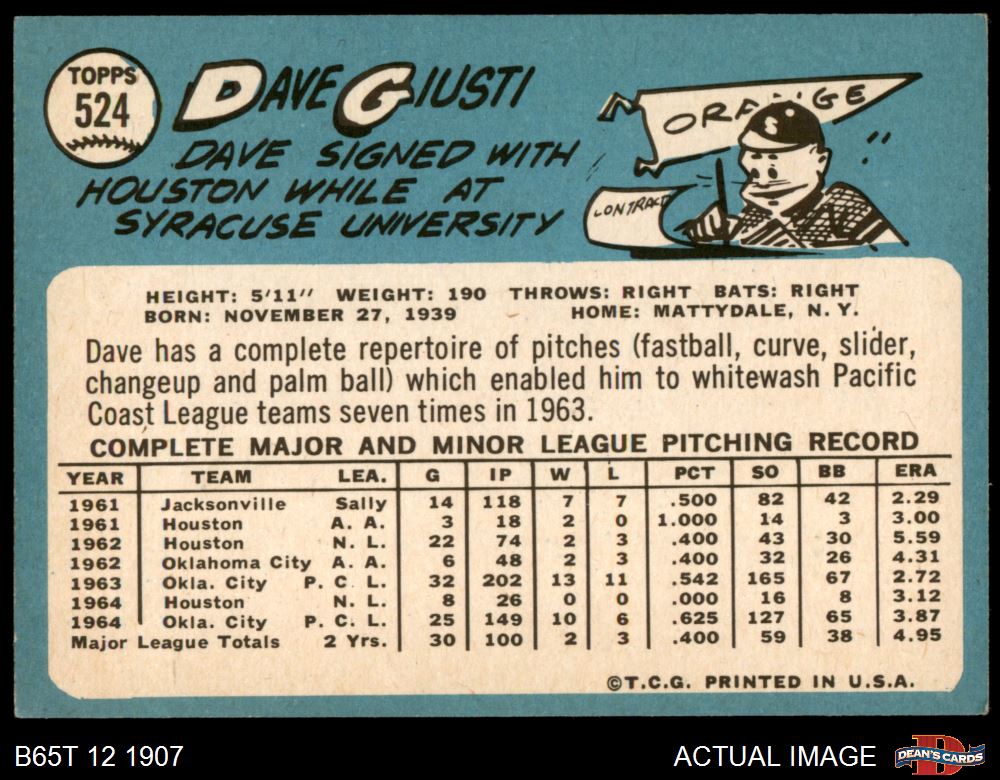 TOPPS
524
DAVE GIUSTI
DAVE SIGNED WITH
HOUSTON WHILE AT
SYRACUSE UNIVERSITY
ORANGE
S
CONTRACT
HEIGHT: 5'11" WEIGHT: 190 THROWS: RIGHT BATS: RIGHT
BORN: NOVEMBER 27, 1939 HOME: MATTYDALE, N. Y.
Dave has a complete repertoire of pitches (fastball, curve, slider,
changeup and palm ball) which enabled him to whitewash Pacific
Coast League teams seven times in 1963.
COMPLETE MAJOR AND MINOR LEAGUE PITCHING RECORD
YEAR TEAM LEA. G IP W L PCT SO BB ERA
1961 Jacksonville Sally 14 118 7 7 .500 82 42 2.29
1961 Houston A. A. 3 18 2 0 1.000 14 3 3.00
1962 Houston N. L. 22 74 2 3 .400 43 30 5.59
1962 Oklahoma City A. A. 6 48 2 3 .400 32 26 4.31
1963 Okla. City P. C. L. 32 202 13 11 .542 165 67 2.72
1964 Houston N. L. 8 26 0 0 .000 16 8 3.12
1964 Okla. City P. C. L. 25 149 10 6 .625 127 65 3.87
Major League Totals 2 Yrs. 30 100 2 3 .400 59 38 4.95
©T.C.G. PRINTED IN U.S.A.
B65T 12 1907 ACTUAL IMAGE
D
DEAN'S CARDS